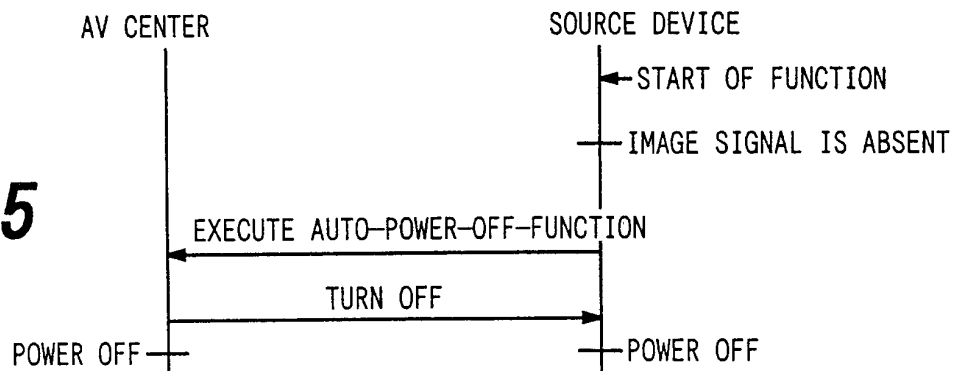 AV CENTER
SOURCE DEVICE
START OF FUNCTION
IMAGE SIGNAL IS ABSENT
5
EXECUTE AUTO-POWER-OFF-FUNCTION
TURN OFF
POWER OFF
POWER OFF